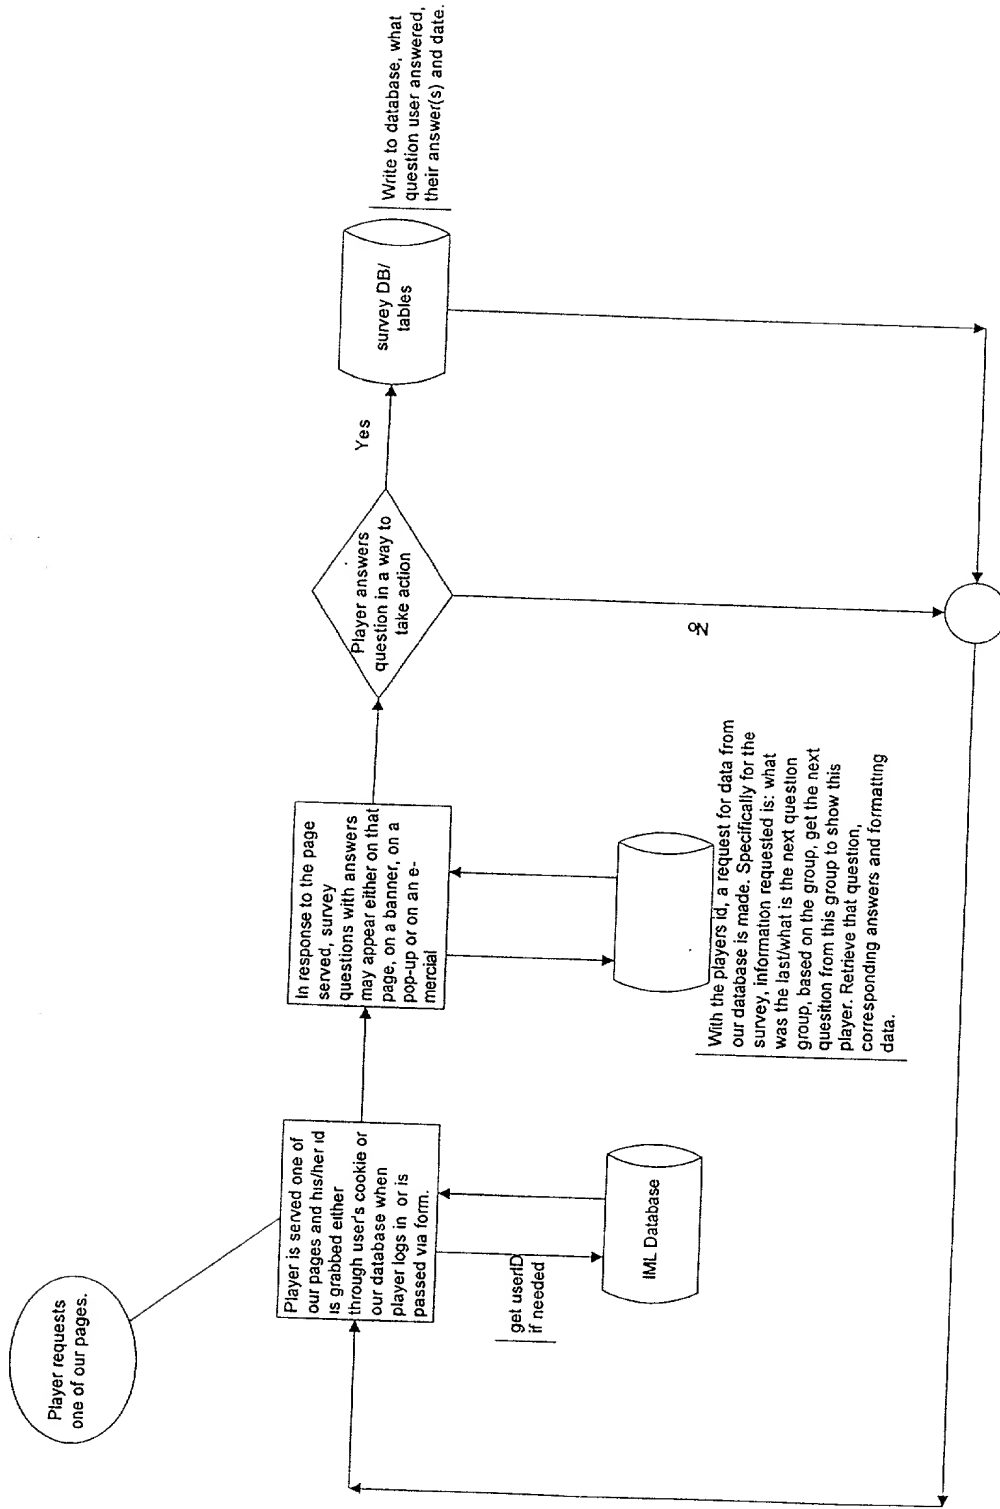 Player requests
one of our pages.
Player is served one of
our pages and his/her id
is grabbed either
through user's cookie or
our database when
player logs in or is
passed via form.
get userID
if needed
IML Database
In response to the page
served, survey
questions with answers
may appear either on that
page, on a banner, on a
pop-up or on an e-
mercial
With the players id, a request for data from
our database is made. Specifically for the
survey, information requested is: what
was the last/what is the next question
group, based on the group, get the next
quesition from this group to show this
player. Retrieve that question,
corresponding answers and formatting
data.
Player answers
question in a way to
take action
Yes
No
survey DB/
tables
Write to database, what
question user answered,
their answer(s) and date.